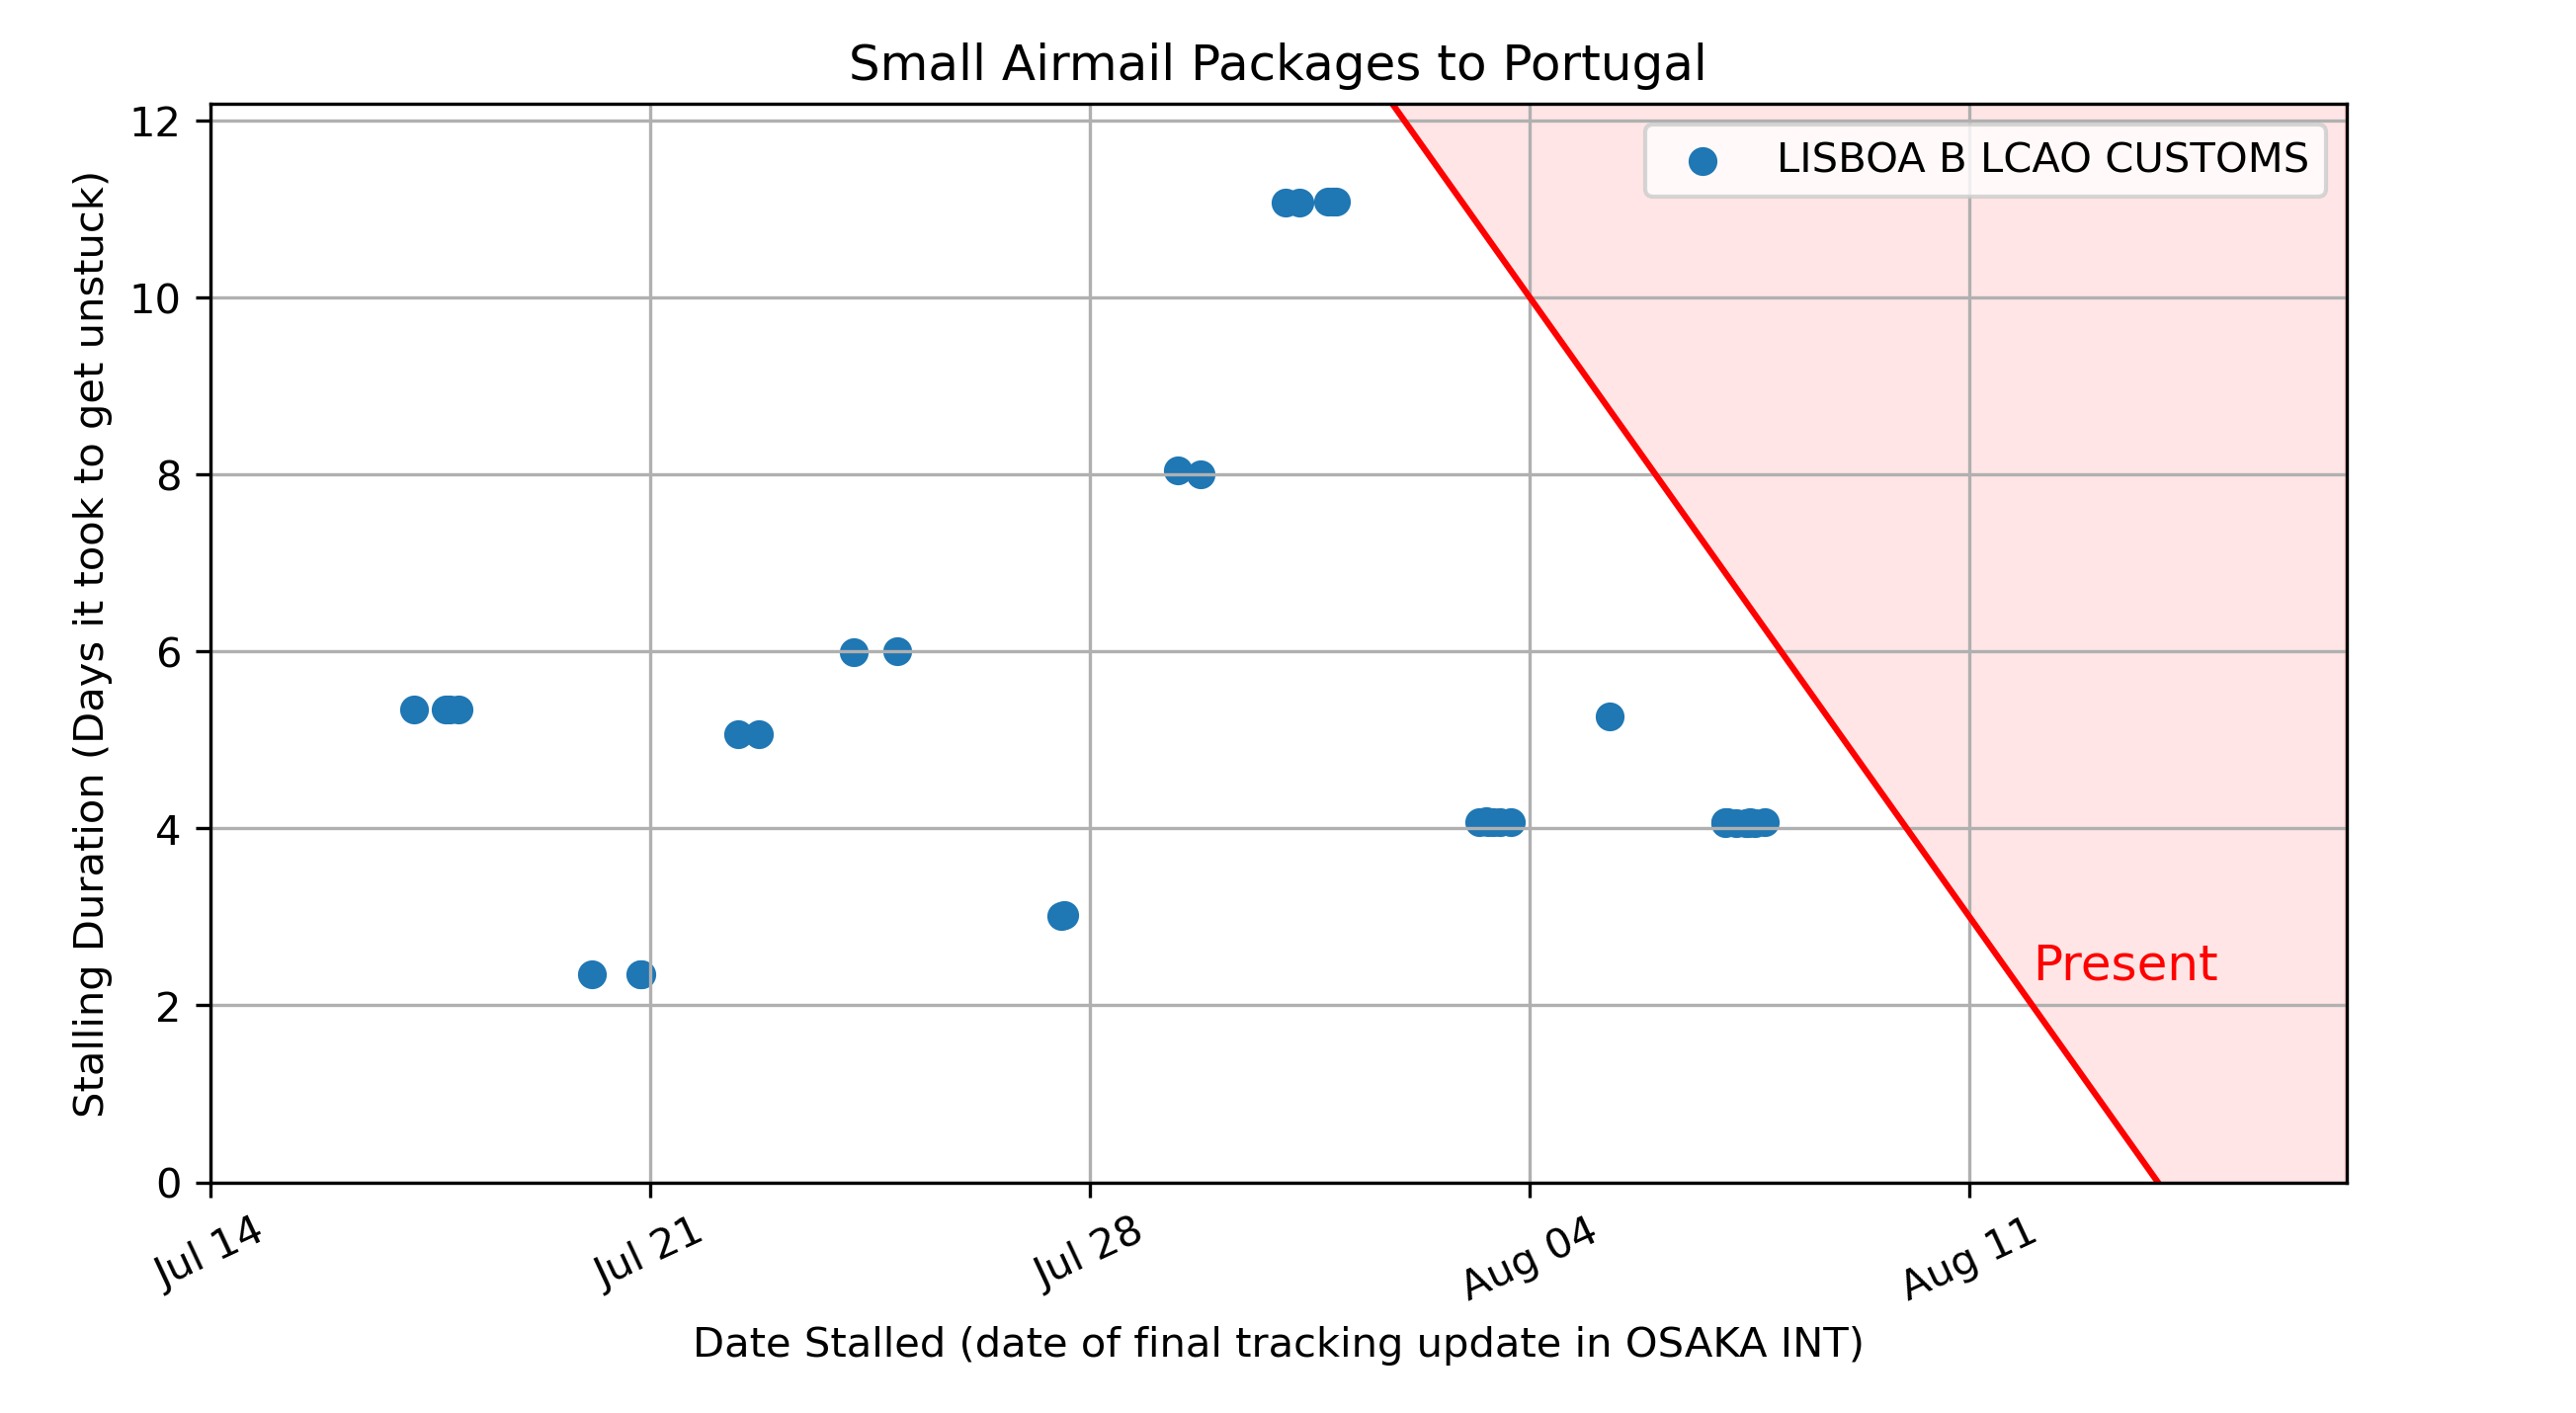 Small Airmail Packages to Portugal
12
10
8
6
4
2
0
Stalling Duration (Days it took to get unstuck)
LISBOA B LCAO CUSTOMS
Present
Jul 14
Jul 21
Jul 28
Aug 04
Aug 11
Date Stalled (date of final tracking update in OSAKA INT)